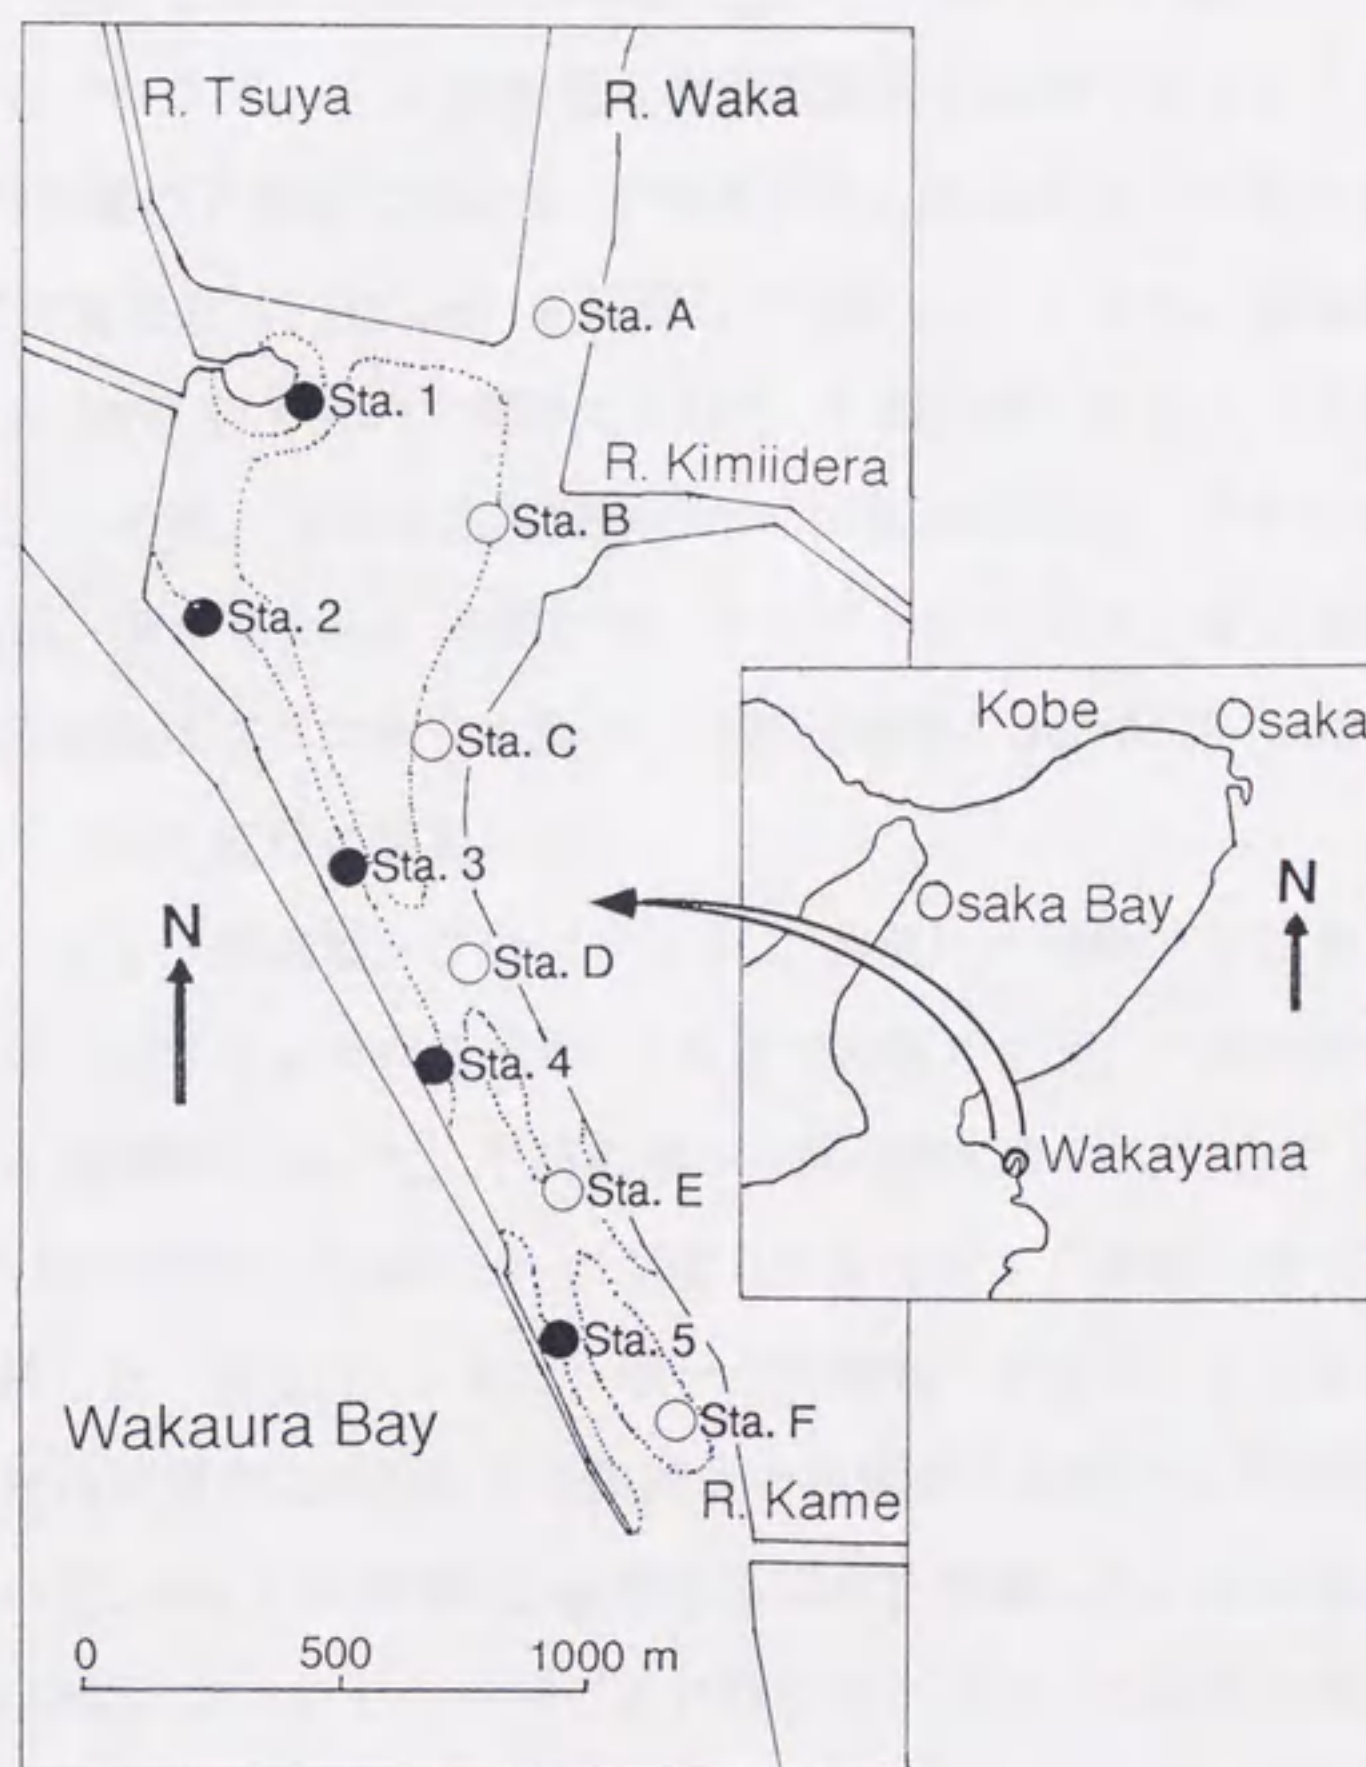 R. Tsuya
R. Waka
Sta. A
Sta. 1
R. Kimiidera
Sta. B
Sta. 2
Kobe
Osaka
Sta. C
Sta. 3
N
Osaka Bay
N
Sta. D
Sta. 4
Wakayama
Sta. E
Sta. 5
Wakaura Bay
Sta. F
R. Kame
0 500 1000 m